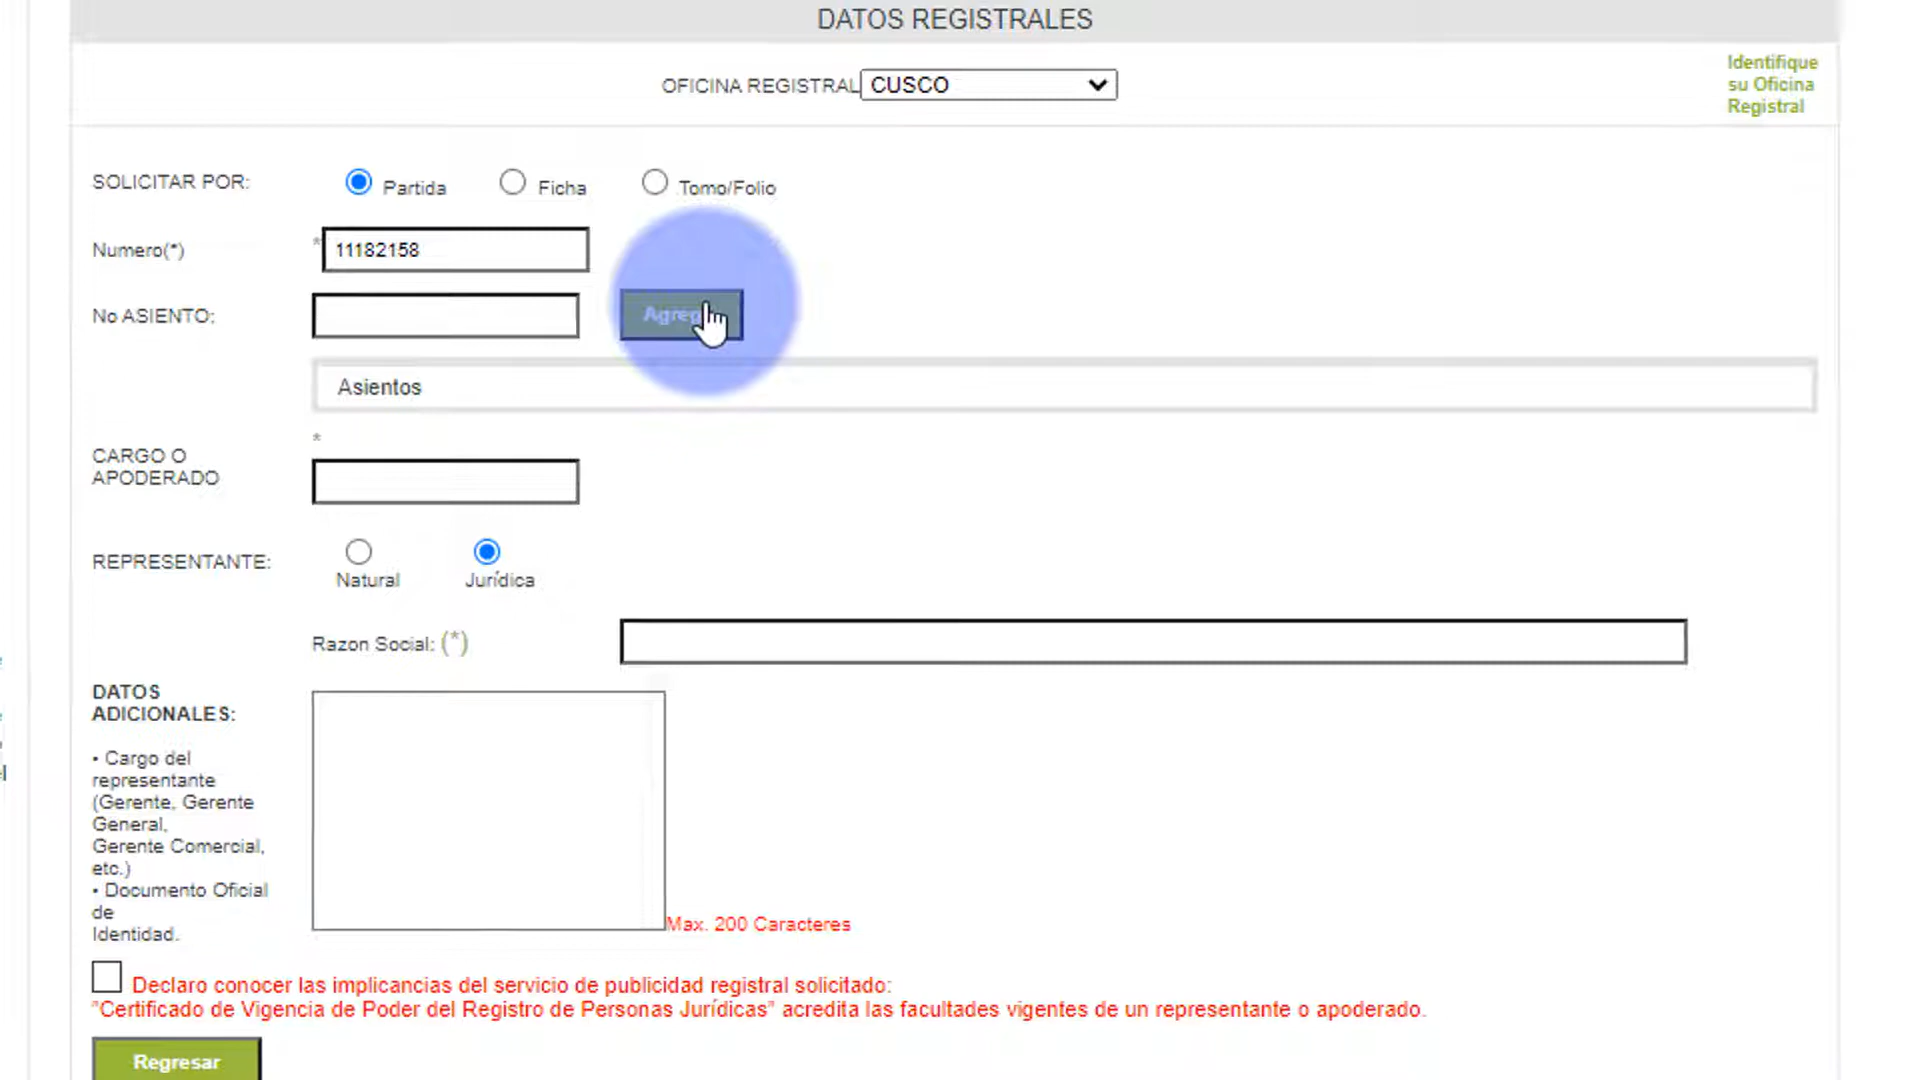 DATOS REGISTRALES
OFICINA REGISTRAL CUSCO
Identifique
su Oficina
Registral
SOLICITAR POR: Partida Ficha Tomo/Folio
Numero(*) * 11182158
No ASIENTO:
Asientos
*
CARGO O
APODERADO
REPRESENTANTE:
Natural Jurídica
Razon Social: (*)
DATOS
ADICIONALES:
• Cargo del
representante
(Gerente, Gerente
General,
Gerente Comercial,
etc.)
• Documento Oficial
de
Identidad.
Max. 200 Caracteres
Declaro conocer las implicancias del servicio de publicidad registral solicitado:
"Certificado de Vigencia de Poder del Registro de Personas Jurídicas" acredita las facultades vigentes de un representante o apoderado.
Regresar